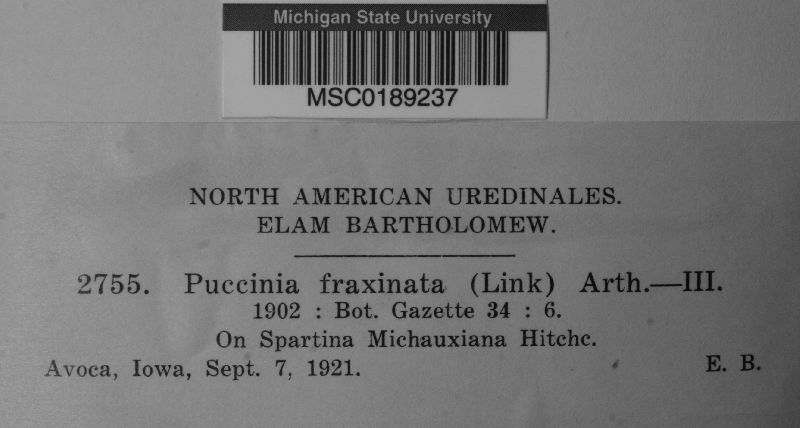 Michigan State University
MSC0189237
NORTH AMERICAN UREDINALES.
ELAM BARTHOLOMEW.
2755. Puccinia fraxinata (Link) Arth.—III.
1902 : Bot. Gazette 34 : 6.
On Spartina Michauxiana Hitchc.
Avoca, Iowa, Sept. 7, 1921. E. B.